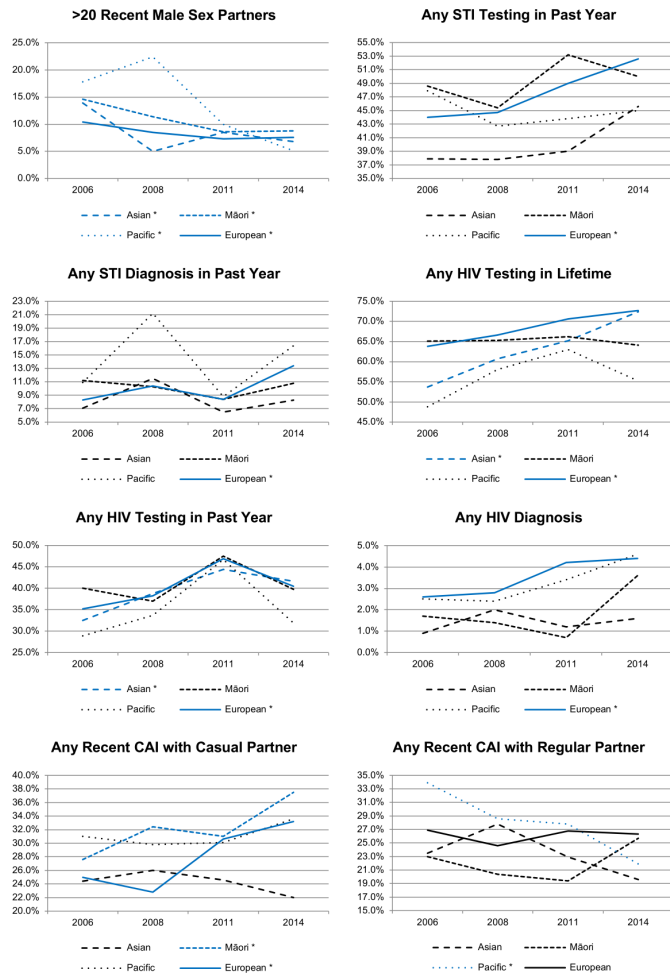 >20 Recent Male Sex Partners
25.0%
20.0%
15.0%
10.0%
5.0%
0.0%
2006 2008 2011 2014
Asian * Māori *
Pacific * European *
Any STI Testing in Past Year
55.0%
53.0%
51.0%
49.0%
47.0%
45.0%
43.0%
41.0%
39.0%
37.0%
35.0%
2006 2008 2011 2014
Asian Māori
Pacific European *
Any STI Diagnosis in Past Year
23.0%
21.0%
19.0%
17.0%
15.0%
13.0%
11.0%
9.0%
7.0%
5.0%
2006 2008 2011 2014
Asian Māori
Pacific European *
Any HIV Testing in Lifetime
75.0%
70.0%
65.0%
60.0%
55.0%
50.0%
45.0%
2006 2008 2011 2014
Asian * Māori
Pacific European *
Any HIV Testing in Past Year
50.0%
45.0%
40.0%
35.0%
30.0%
25.0%
2006 2008 2011 2014
Asian * Māori
Pacific European *
Any HIV Diagnosis
5.0%
4.0%
3.0%
2.0%
1.0%
0.0%
2006 2008 2011 2014
Asian Māori
Pacific European *
Any Recent CAI with Casual Partner
40.0%
38.0%
36.0%
34.0%
32.0%
30.0%
28.0%
26.0%
24.0%
22.0%
20.0%
2006 2008 2011 2014
Asian Māori *
Pacific European *
Any Recent CAI with Regular Partner
35.0%
33.0%
31.0%
29.0%
27.0%
25.0%
23.0%
21.0%
19.0%
17.0%
15.0%
2006 2008 2011 2014
Asian Māori
Pacific * European